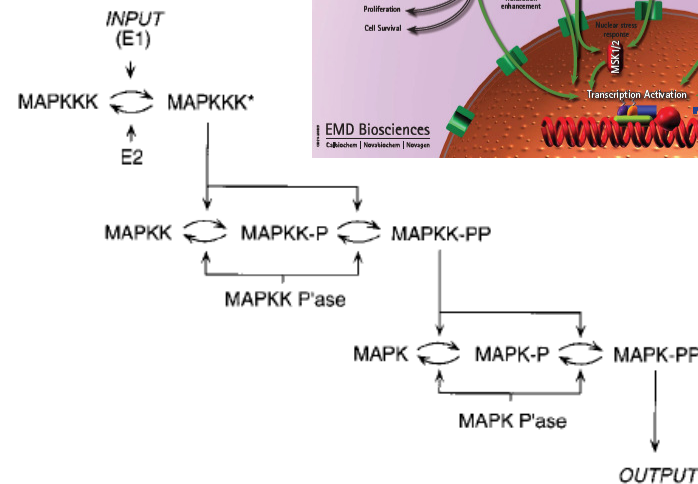 INPUT
(E1)
MAPKKK
MAPKKK*
E2
Proliferation
Cell Survival
enhancement
Nuclear stress
response
MSK1/2
Transcription Activation
EMD Biosciences
Calbiochem | Novabiochem | Novagen
MAPKK
MAPKK-P
MAPKK-PP
MAPKK P'ase
MAPK
MAPK-P
MAPK-PP
MAPK P'ase
OUTPUT